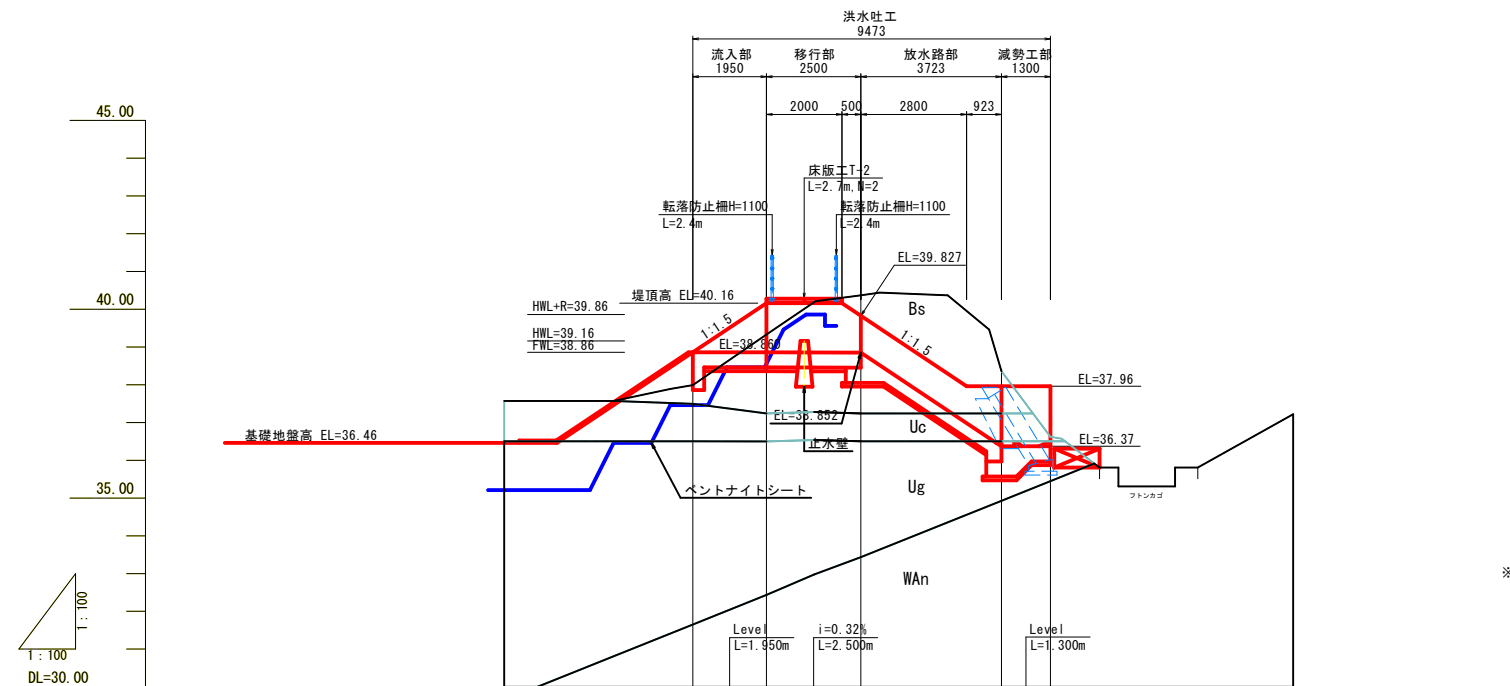 洪水吐工
9473
流入部 移行部 放水路部 減勢工部
1950 2500 3723 1300
2000 500 2800 923
45.00
床版工T-2
L=2.7m,N=2
転落防止柵H=1100
L=2.4m
転落防止柵H=1100
L=2.4m
EL=39.827
40.00
堤頂高 EL=40.16
HWL+R=39.86
HWL=39.16
FWL=38.86
1:1.5
EL=38.860
Bs
1:1.5
EL=37.96
EL=38.852
Uc
止水壁
基礎地盤高 EL=36.46
EL=36.37
35.00
ベントナイトシート
Ug
フトンカゴ
WAn
※
1:100
1:100
DL=30.00
Level
L=1.950m
i=0.32%
L=2.500m
Level
L=1.300m